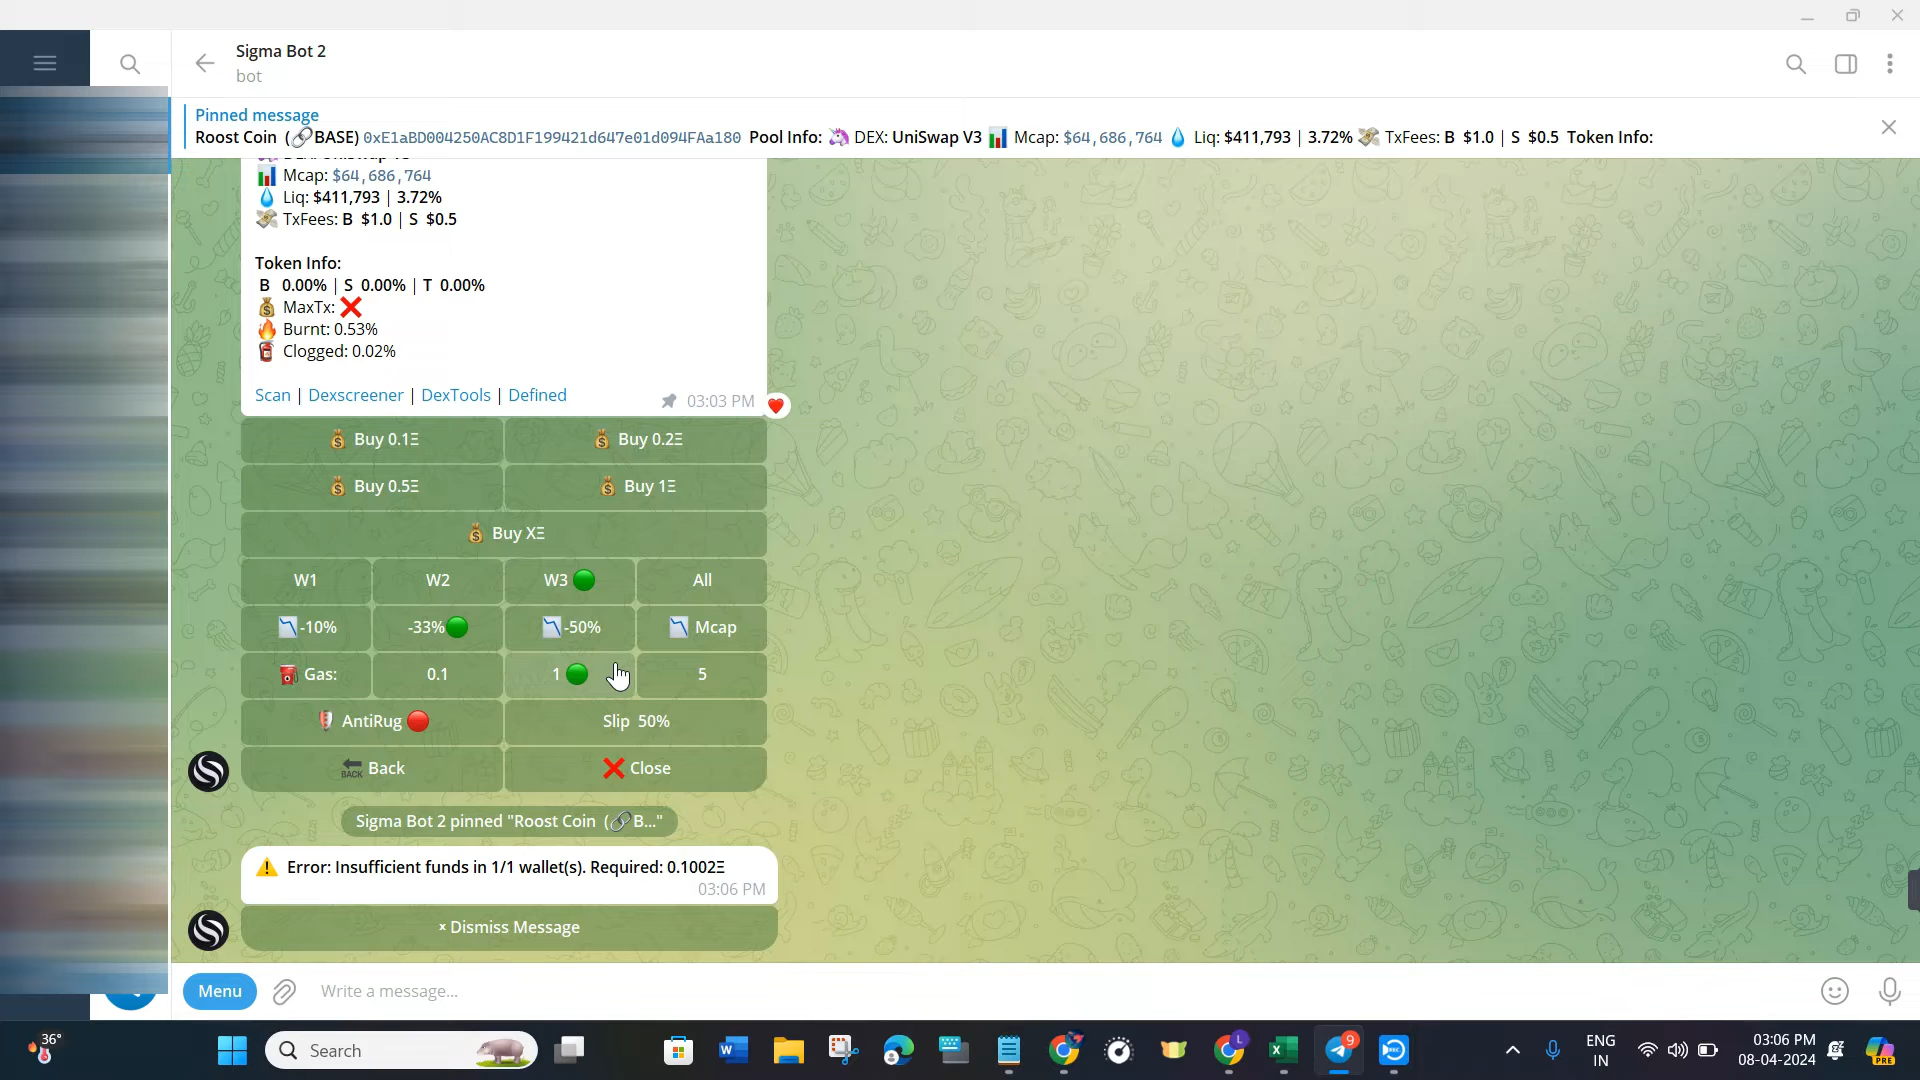 Sigma Bot 2
bot
Pinned message
Roost Coin (🔗BASE) 0xE1aBD004250AC8D1F199421d647e01d094FAa180 Pool Info: 🦄 DEX: UniSwap V3 📊 Mcap: $64,686,764 💧 Liq: $411,793 | 3.72% 💸 TxFees: B $1.0 | S $0.5 Token Info:
📊 Mcap: $64,686,764
💧 Liq: $411,793 | 3.72%
💸 TxFees: B $1.0 | S $0.5
Token Info:
B 0.00% | S 0.00% | T 0.00%
💰 MaxTx: ❌
🔥 Burnt: 0.53%
Clogged: 0.02%
Scan | Dexscreener | DexTools | Defined
03:03 PM
💰 Buy 0.1Ξ
💰 Buy 0.2Ξ
💰 Buy 0.5Ξ
💰 Buy 1Ξ
💰 Buy XΞ
W1
W2
W3 🟢
All
📉-10%
-33%🟢
📉-50%
📉 Mcap
⛽ Gas:
0.1
1 🟢
5
AntiRug 🔴
Slip 50%
🔙 Back
❌ Close
Sigma Bot 2 pinned "Roost Coin (🔗B..."
⚠️ Error: Insufficient funds in 1/1 wallet(s). Required: 0.1002Ξ
03:06 PM
× Dismiss Message
Menu
Write a message...
36°
Search
L
9
REC
ENG
IN
03:06 PM
08-04-2024
PRE